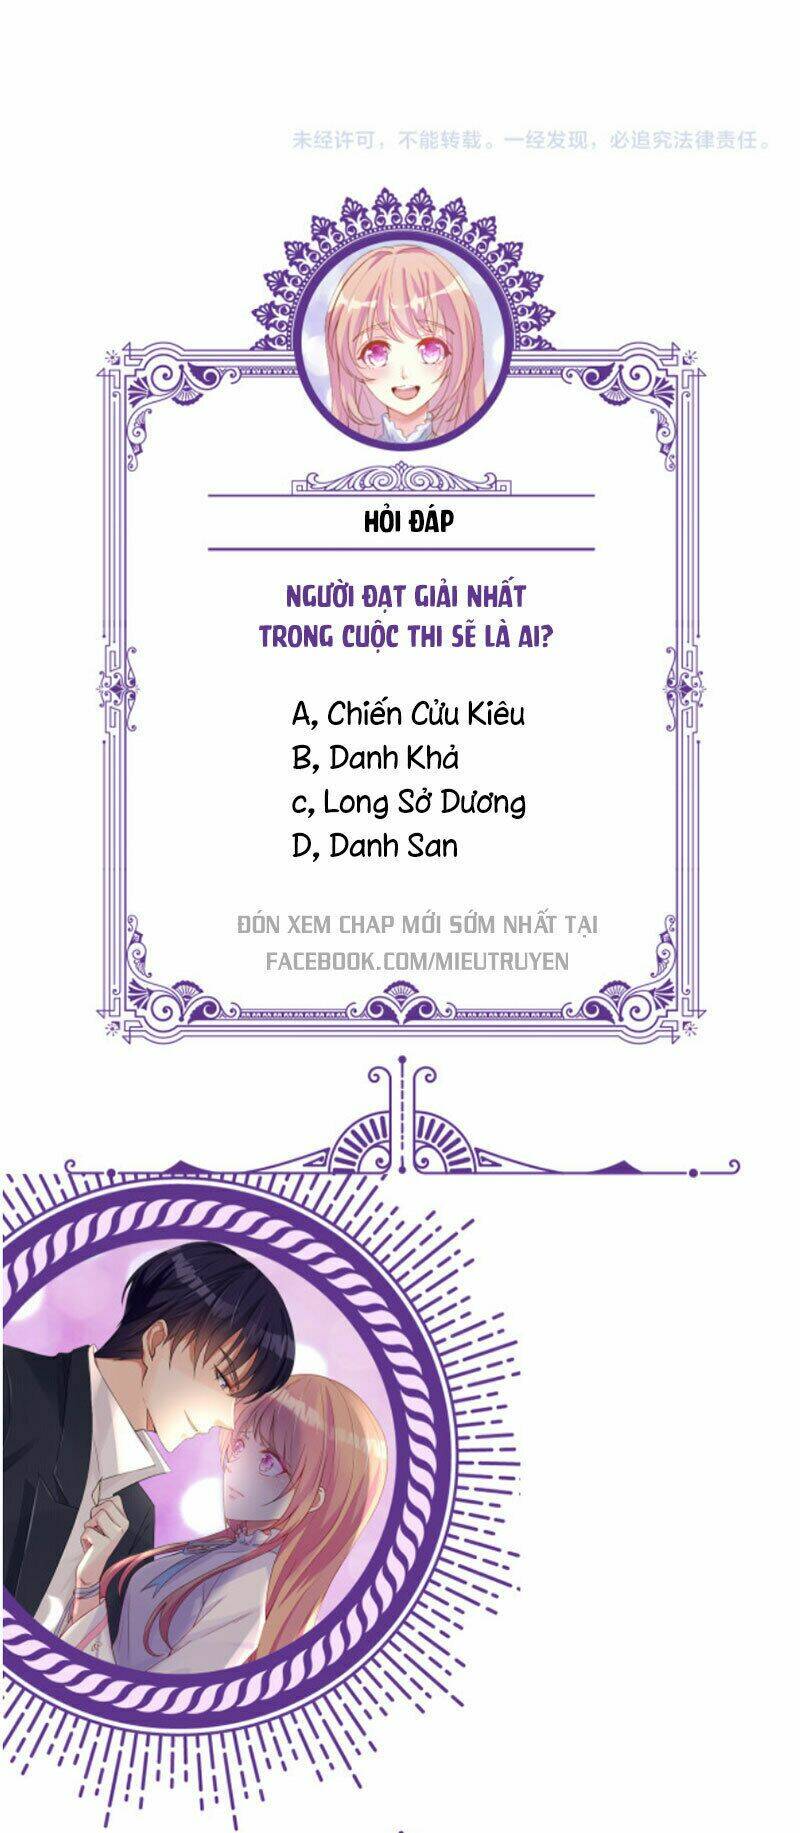 未经许可，不能转载。一经发现，必追究法律责任。
HỎI ĐÁP
NGƯỜI ĐẠT GIẢI NHẤT
TRONG CUỘC THI SẼ LÀ AI?
A, Chiến Cửu Kiêu
B, Danh Khả
c, Long Sở Dương
D, Danh San
ĐÓN XEM CHAP MỚI SỚM NHẤT TẠI
FACEBOOK.COM/MIEUTRUYEN